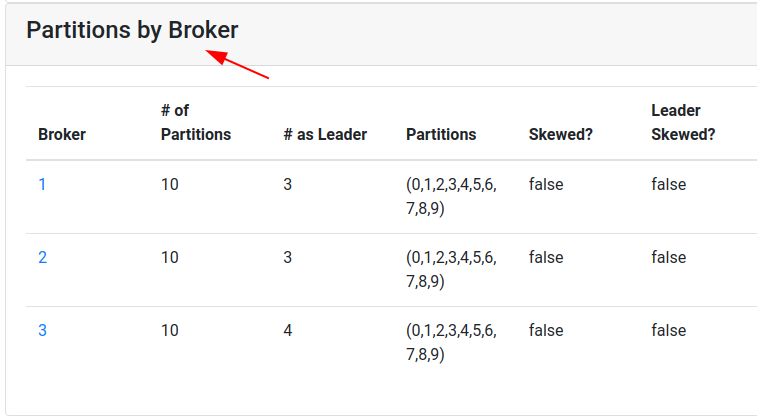 Partitions by Broker
Broker # of Partitions # as Leader Partitions Skewed? Leader Skewed?
1 10 3 (0,1,2,3,4,5,6, false false
7,8,9)
2 10 3 (0,1,2,3,4,5,6, false false
7,8,9)
3 10 4 (0,1,2,3,4,5,6, false false
7,8,9)